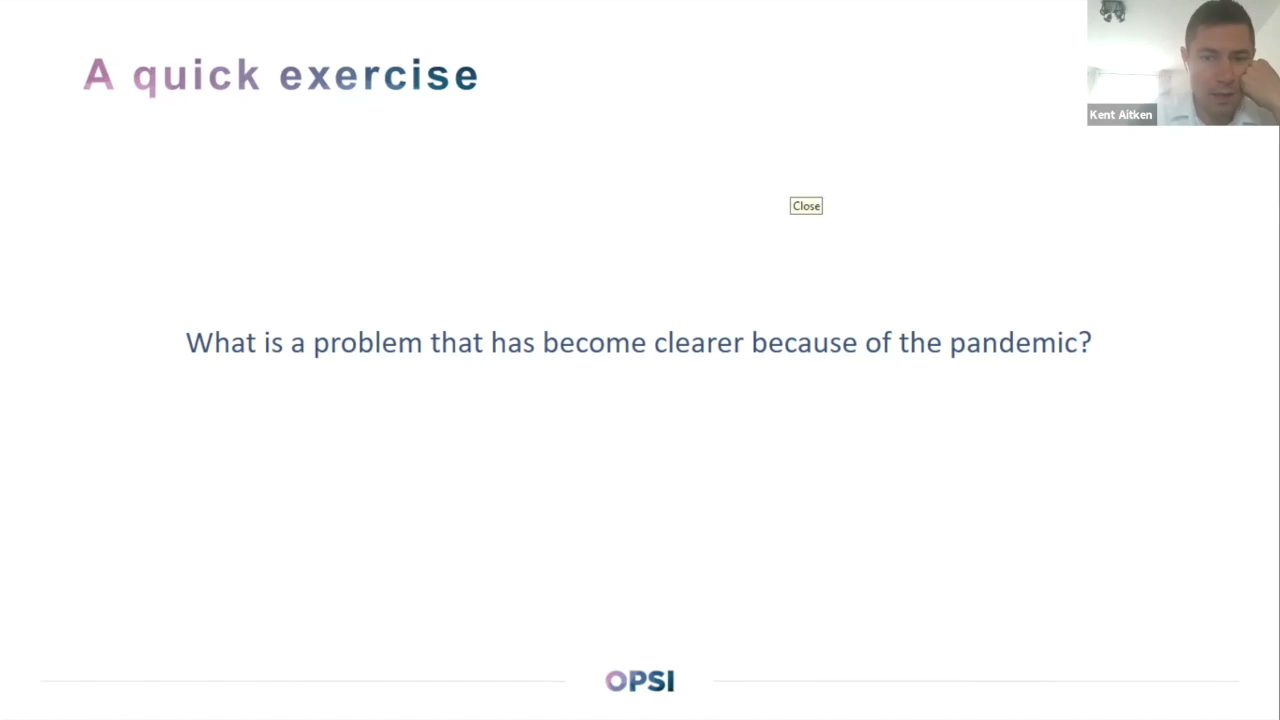 A quick exercise
Kent Aitken
Close
What is a problem that has become clearer because of the pandemic?
OPSI